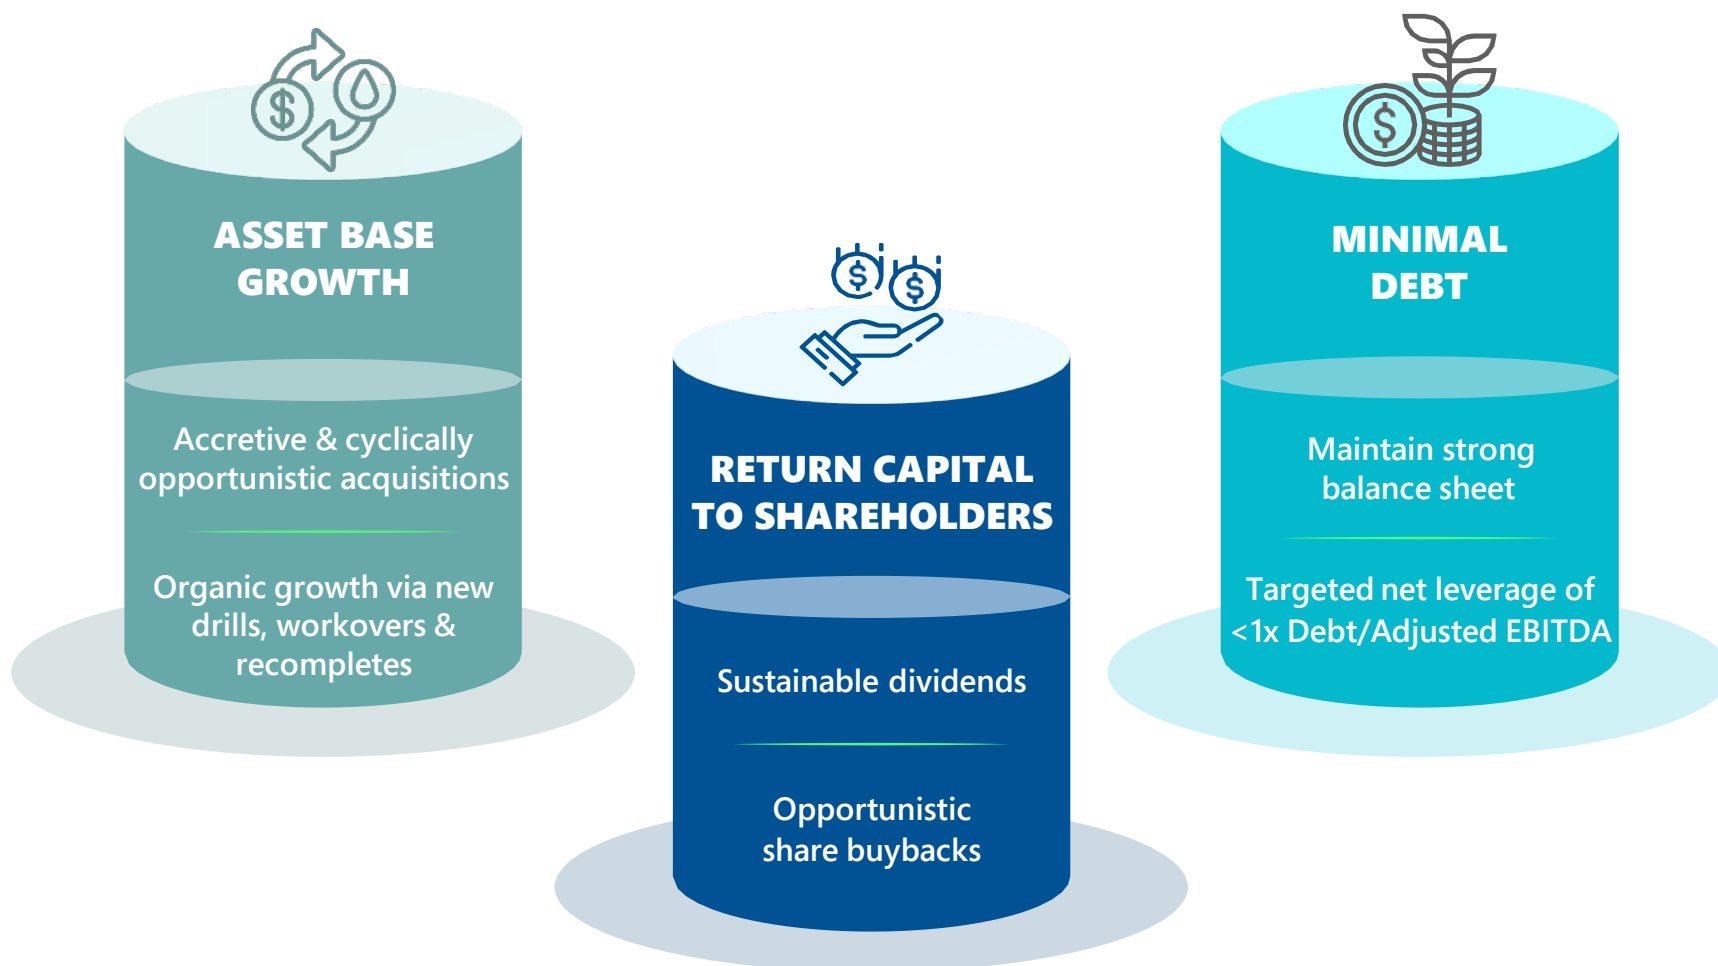 ASSET BASE
GROWTH
Accretive & cyclically
opportunistic acquisitions
Organic growth via new
drills, workovers &
recompletes
$
$
$
RETURN CAPITAL
TO SHAREHOLDERS
Sustainable dividends
Opportunistic
share buybacks
$
MINIMAL
DEBT
Maintain strong
balance sheet
Targeted net leverage of
<1x Debt/Adjusted EBITDA